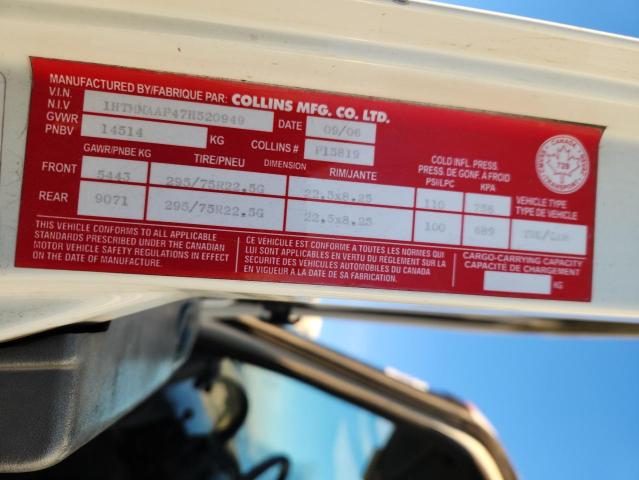 MANUFACTURED BY/FABRIQUE PAR: COLLINS MFG. CO. LTD.
V.I.N. N.I.V 1HTMMAAP47H520949 DATE 09/06
GVWR PNBV 14514 KG COLLINS # P15819
GAWR/PNBE KG TIRE/PNEU DIMENSION RIM/JANTE COLD INFL. PRESS. PRESS. DE GONF. À FROID PSI/LPC KPA
FRONT 5443 295/75R22.5G 22.5x8.25 110 758 VEHICLE TYPE TYPE DE VÉHICULE
REAR 9071 295/75R22.5G 22.5x8.25 100 689
THIS VEHICLE CONFORMS TO ALL APPLICABLE
STANDARDS PRESCRIBED UNDER THE CANADIAN
MOTOR VEHICLE SAFETY REGULATIONS IN EFFECT
ON THE DATE OF MANUFACTURE.
CE VÉHICULE EST CONFORME A TOUTES LES NORMES QUI
LUI SONT APPLICABLES EN VERTU DU RÈGLEMENT SUR LA
SÉCURITÉ DES VÉHICULES AUTOMOBILES DU CANADA
EN VIGUEUR A LA DATE DE SA FABRICATION.
CARGO-CARRYING CAPACITY
CAPACITÉ DE CHARGEMENT
KG
CANADA
TRANSPORT